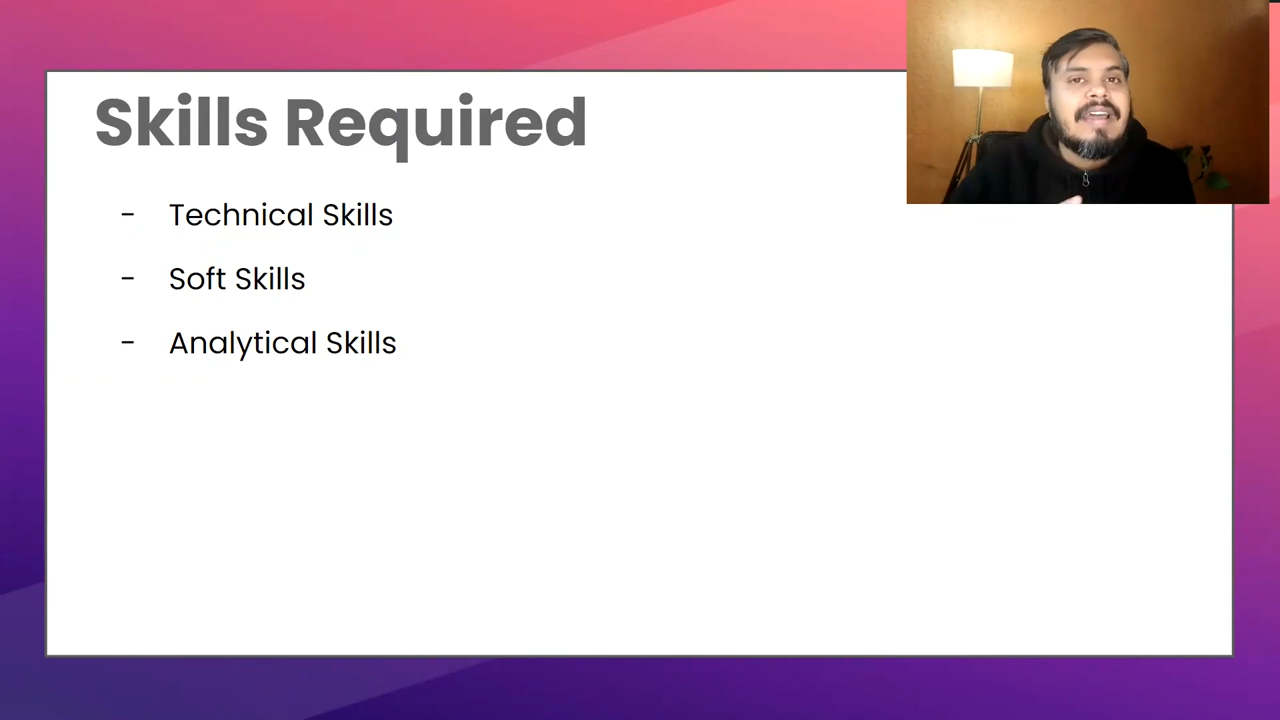 Skills Required
- Technical Skills
- Soft Skills
- Analytical Skills